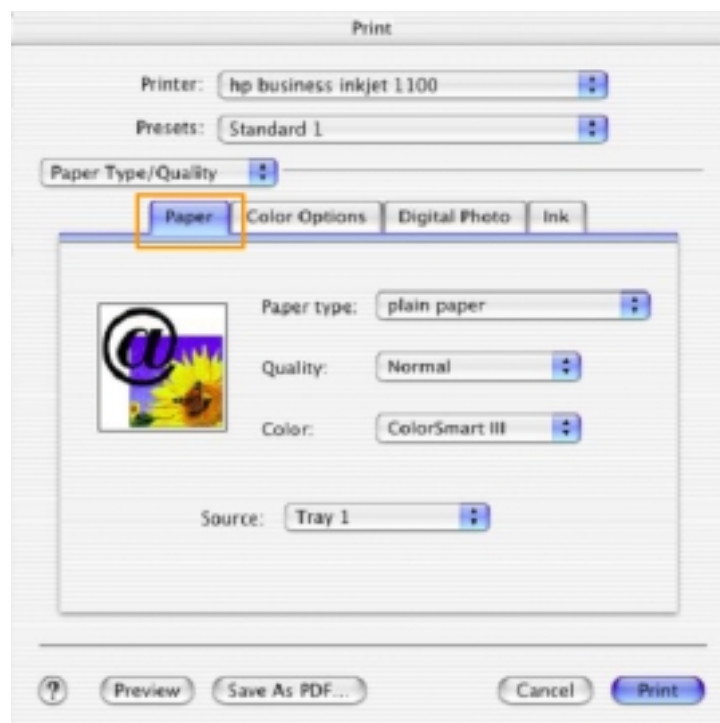 Print
Printer: hp business inkjet 1100
Presets: Standard 1
Paper Type/Quality
Paper Color Options Digital Photo Ink
Paper type: plain paper
@
Quality: Normal
Color: ColorSmart III
Source: Tray 1
? Preview Save As PDF... Cancel Print